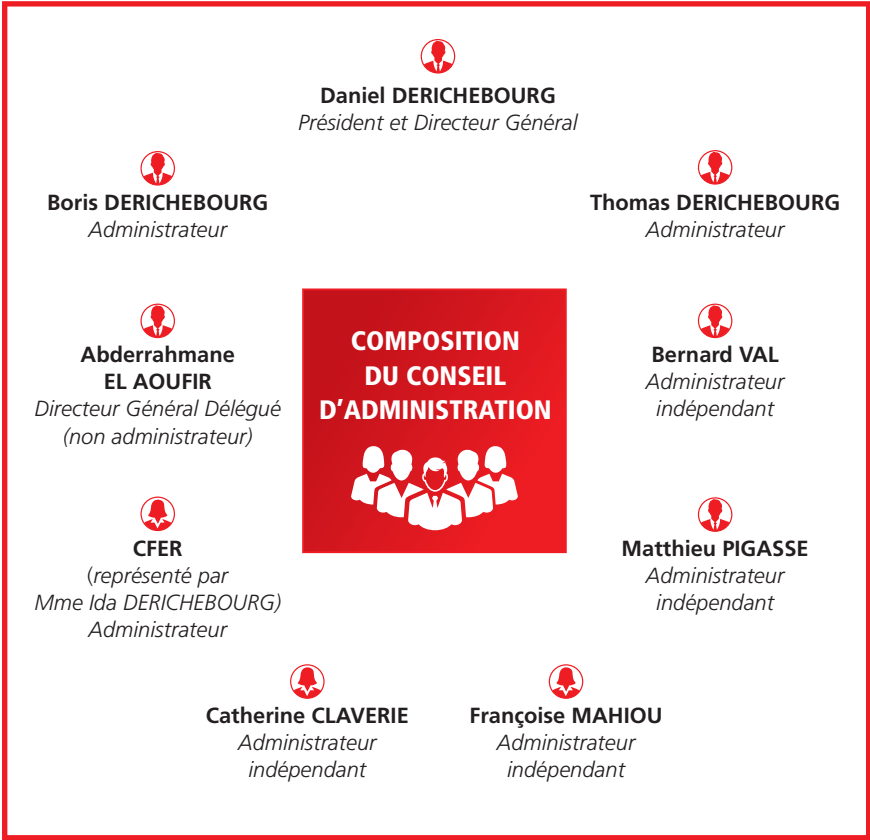 Daniel DERICHEBOURG
Président et Directeur Général
Boris DERICHEBOURG
Administrateur
Thomas DERICHEBOURG
Administrateur
Abderrahmane
EL AOUFIR
Directeur Général Délégué
(non administrateur)
COMPOSITION
DU CONSEIL
D'ADMINISTRATION
Bernard VAL
Administrateur
indépendant
CFER
(représenté par
Mme Ida DERICHEBOURG)
Administrateur
Matthieu PIGASSE
Administrateur
indépendant
Catherine CLAVERIE
Administrateur
indépendant
Françoise MAHIOU
Administrateur
indépendant